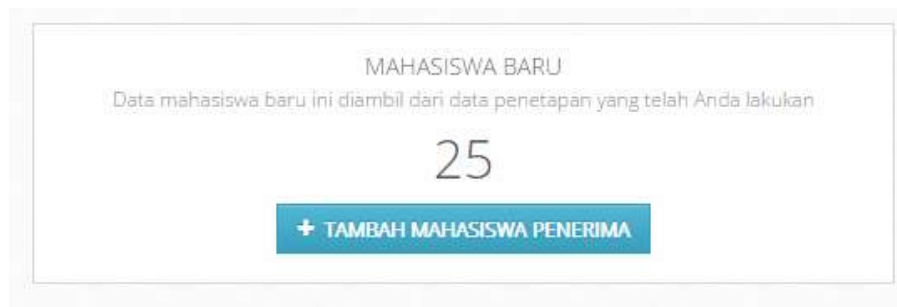 MAHASISWA BARU
Data mahasiswa baru ini diambil dari data penetapan yang telah Anda lakukan
25
+ TAMBAH MAHASISWA PENERIMA